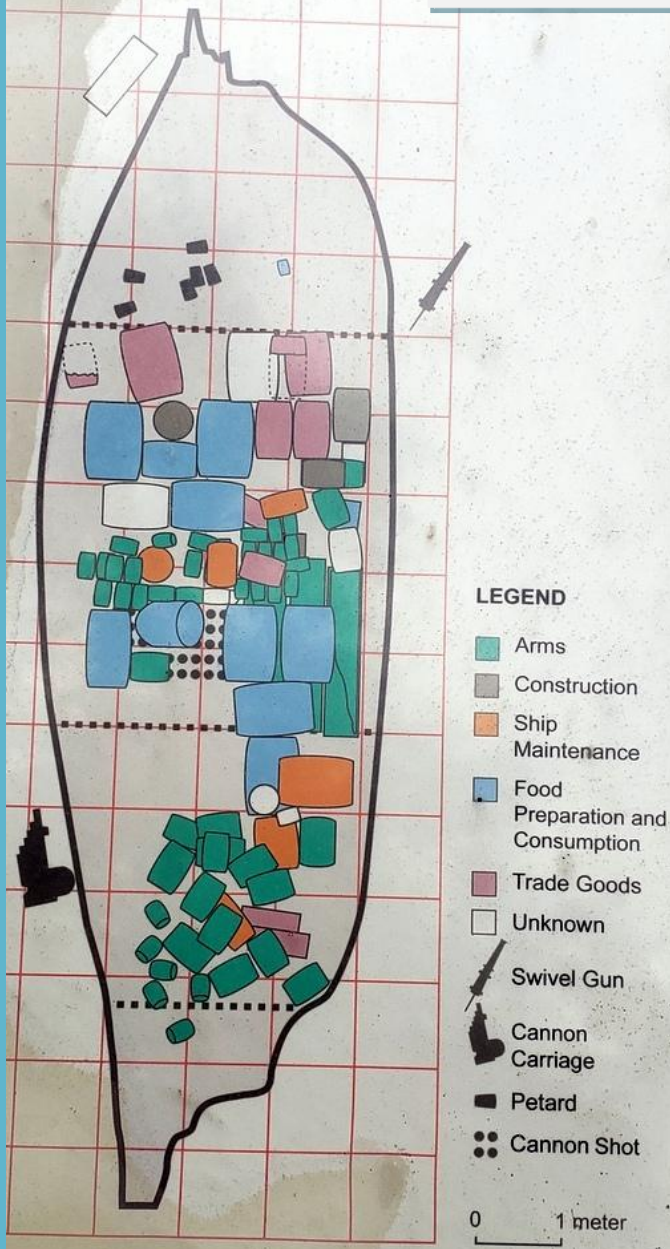 LEGEND
Arms
Construction
Ship
Maintenance
Food
Preparation and
Consumption
Trade Goods
Unknown
Swivel Gun
Cannon
Carriage
Petard
Cannon Shot
0 1 meter